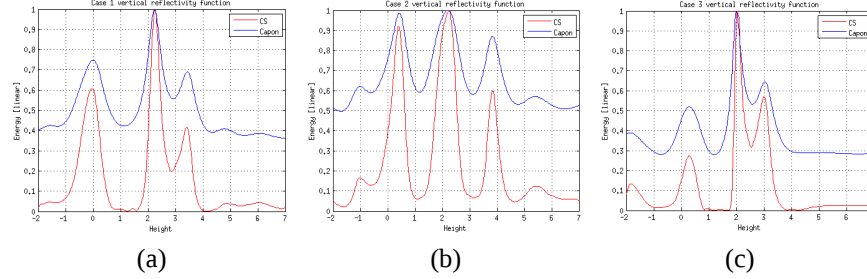 Case 1 vertical reflectivity function
CS
Capon
Energy [linear]
1
0.9
0.8
0.7
0.6
0.5
0.4
0.3
0.2
0.1
0
-2 -1 0 1 2 3 4 5 6 7
Height
(a)
Case 2 vertical reflectivity function
CS
Capon
Energy [linear]
1
0.9
0.8
0.7
0.6
0.5
0.4
0.3
0.2
0.1
0
-2 -1 0 1 2 3 4 5 6 7
Height
(b)
Case 3 vertical reflectivity function
CS
Capon
Energy [linear]
1
0.9
0.8
0.7
0.6
0.5
0.4
0.3
0.2
0.1
0
-2 -1 0 1 2 3 4 5 6
Height
(c)